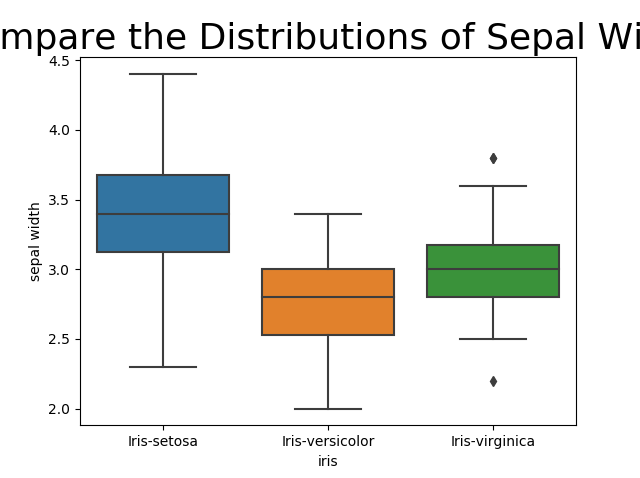 mpare the Distributions of Sepal Wi
4.5
4.0
3.5
3.0
2.5
2.0
sepal width
Iris-setosa Iris-versicolor Iris-virginica
iris